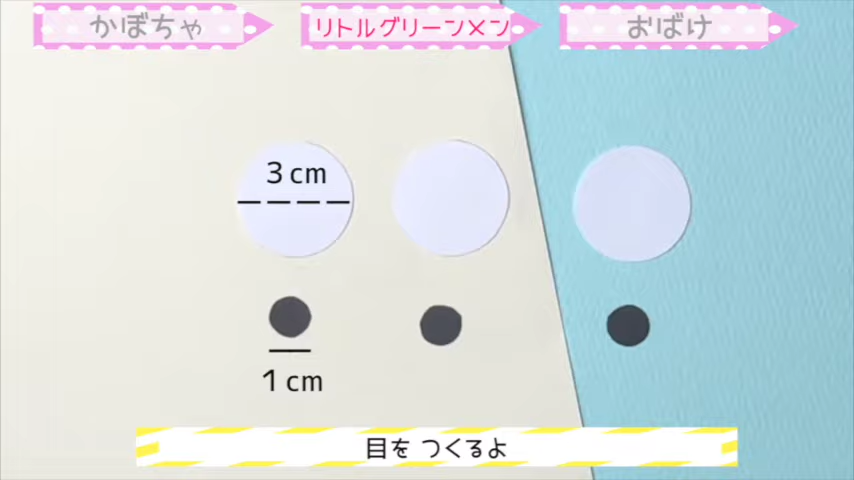 かぼちゃ
リトルグリーンメン
おばけ
3cm
1cm
目を つくるよ